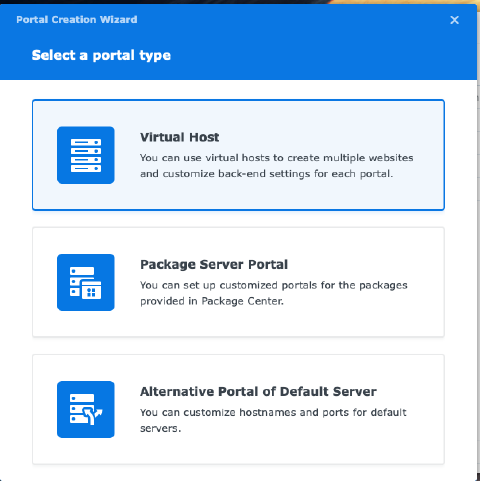 Portal Creation Wizard
Select a portal type
Virtual Host
You can use virtual hosts to create multiple websites
and customize back-end settings for each portal.
Package Server Portal
You can set up customized portals for the packages
provided in Package Center.
Alternative Portal of Default Server
You can customize hostnames and ports for default
servers.